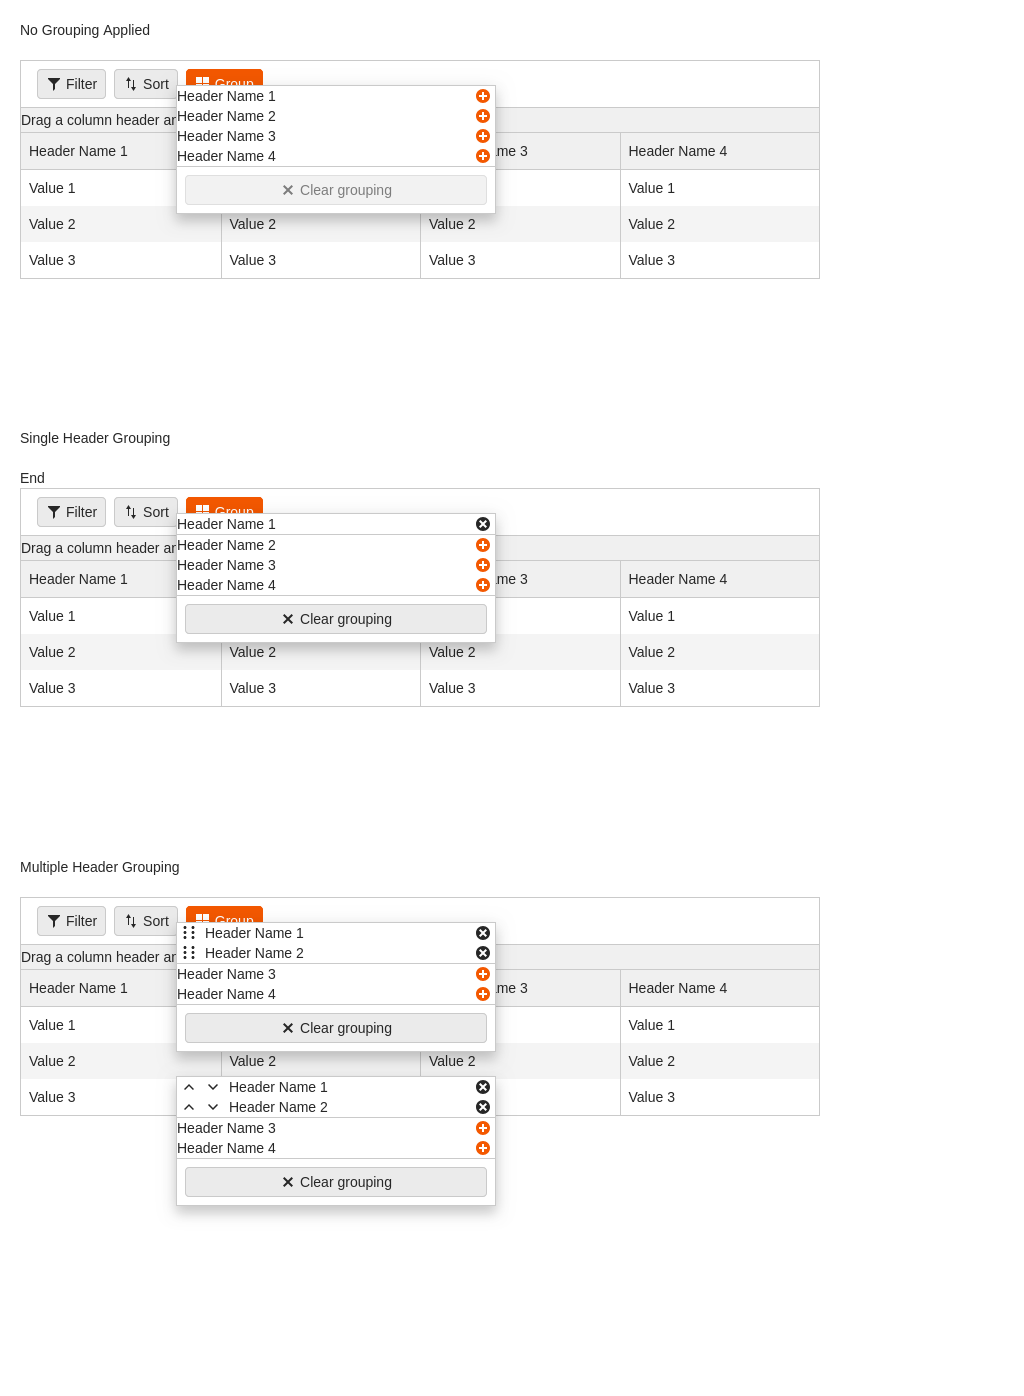 No Grouping Applied
Filter Sort Group
Header Name 1
Header Name 2
Header Name 3
Header Name 4
Clear grouping
Drag a column header
Header Name 1 me 3 Header Name 4
Value 1 Value 1
Value 2 Value 2 Value 2 Value 2
Value 3 Value 3 Value 3 Value 3
Single Header Grouping
End
Filter Sort Group
Header Name 1
Header Name 2
Header Name 3
Header Name 4
Clear grouping
Drag a column header
Header Name 1 me 3 Header Name 4
Value 1 Value 1
Value 2 Value 2 Value 2 Value 2
Value 3 Value 3 Value 3 Value 3
Multiple Header Grouping
Filter Sort Group
Header Name 1
Header Name 2
Header Name 3
Header Name 4
Clear grouping
Drag a column header
Header Name 1 me 3 Header Name 4
Value 1 Value 1
Value 2 Value 2 Value 2 Value 2
Value 3 Value 3
Header Name 1
Header Name 2
Header Name 3
Header Name 4
Clear grouping